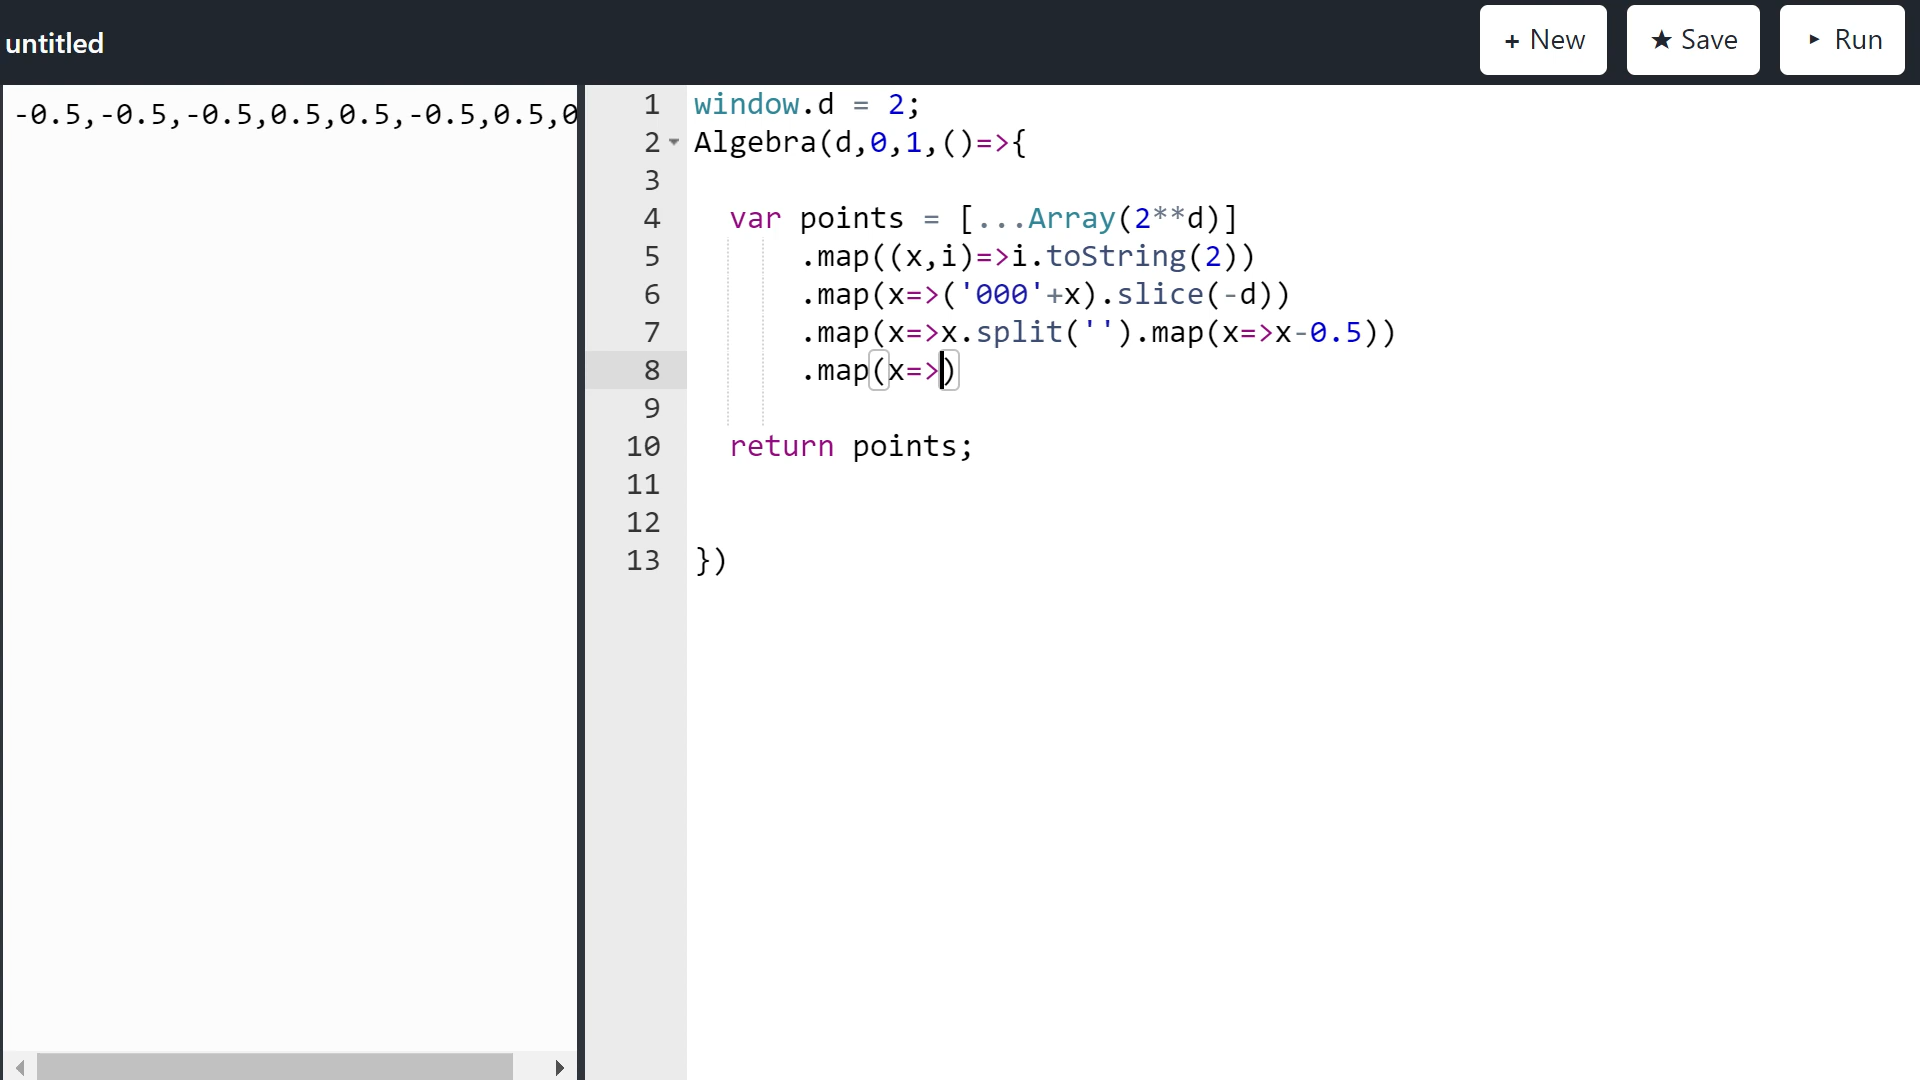 untitled
+ New
★ Save
‣ Run
-0.5,-0.5,-0.5,0.5,0.5,-0.5,0.5,0
1 window.d = 2;
2 Algebra(d,0,1,()=>{
3
4 var points = [...Array(2**d)]
5 .map((x,i)=>i.toString(2))
6 .map(x=>('000'+x).slice(-d))
7 .map(x=>x.split('').map(x=>x-0.5))
8 .map(x=>)
9
10 return points;
11
12
13 })